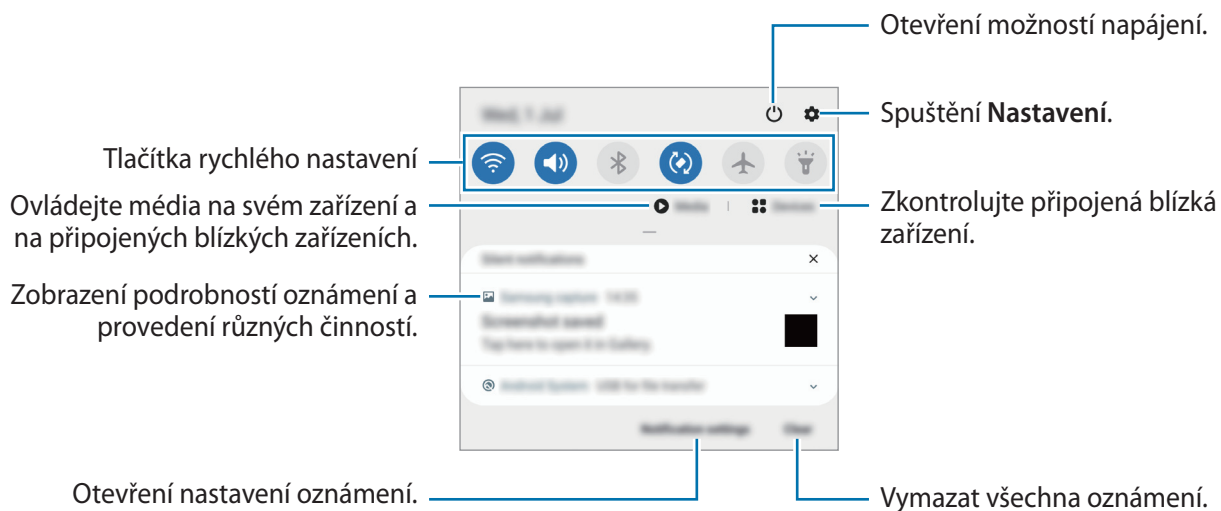 Otevření možností napájení.
Wed, 1 Jul
Spuštění Nastavení.
Tlačítka rychlého nastavení
Ovládejte média na svém zařízení a
na připojených blízkých zařízeních.
Media
Devices
Zkontrolujte připojená blízká
zařízení.
Silent notifications
Zobrazení podrobností oznámení a
provedení různých činností.
Samsung capture 14:35
Screenshot saved
Tap here to open it in Gallery.
Android System USB for file transfer
Notification settings
Clear
Otevření nastavení oznámení.
Vymazat všechna oznámení.